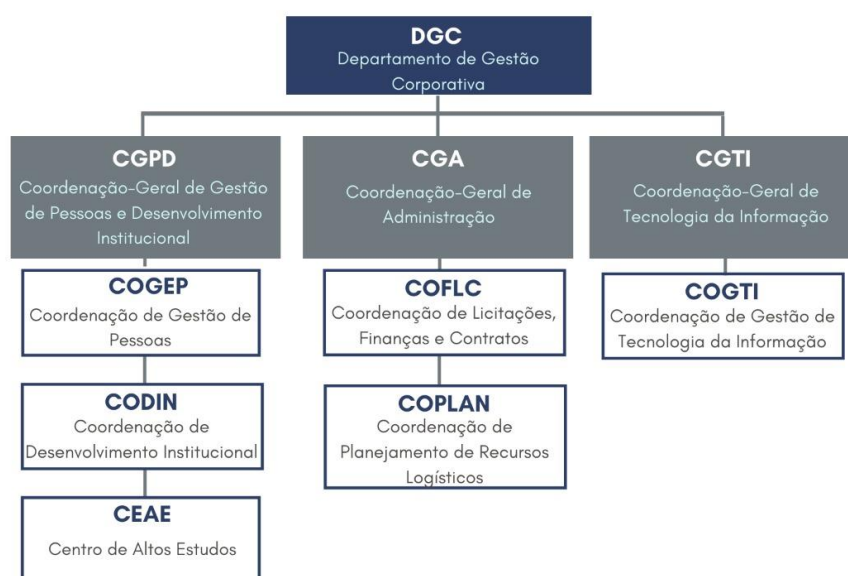 DGC
Departamento de Gestão
Corporativa
CGPD
Coordenação-Geral de Gestão
de Pessoas e Desenvolvimento
Institucional
CGA
Coordenação-Geral de
Administração
CGTI
Coordenação-Geral de
Tecnologia da Informação
COGEP
Coordenação de Gestão de
Pessoas
COFLC
Coordenação de Licitações,
Finanças e Contratos
COGTI
Coordenação de Gestão de
Tecnologia da Informação
CODIN
Coordenação de
Desenvolvimento Institucional
COPLAN
Coordenação de
Planejamento de Recursos
Logísticos
CEAE
Centro de Altos Estudos